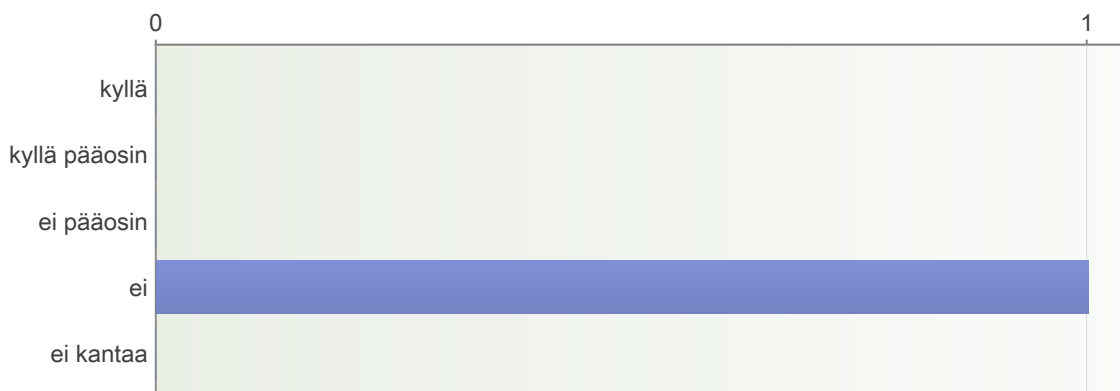 0 1
kyllä
kyllä pääosin
ei pääosin
ei
ei kantaa